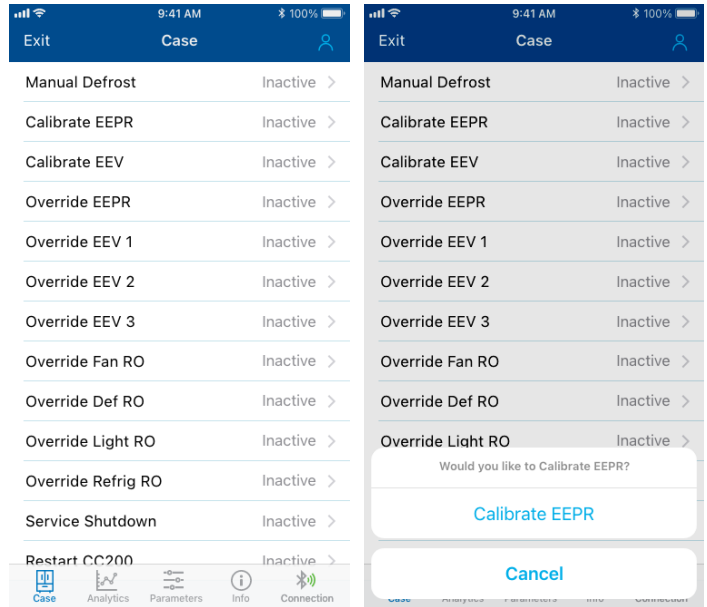 9:41 AM 100%
Exit Case
Manual Defrost Inactive
Calibrate EEPR Inactive
Calibrate EEV Inactive
Override EEPR Inactive
Override EEV 1 Inactive
Override EEV 2 Inactive
Override EEV 3 Inactive
Override Fan RO Inactive
Override Def RO Inactive
Override Light RO Inactive
Override Refrig RO Inactive
Service Shutdown Inactive
Restart CC200 Inactive
Case Analytics Parameters Info Connection
9:41 AM 100%
Exit Case
Manual Defrost Inactive
Calibrate EEPR Inactive
Calibrate EEV Inactive
Override EEPR Inactive
Override EEV 1 Inactive
Override EEV 2 Inactive
Override EEV 3 Inactive
Override Fan RO Inactive
Override Def RO Inactive
Override Light RO Inactive
Would you like to Calibrate EEPR?
Calibrate EEPR
Cancel
Case Analytics Parameters Info Connection